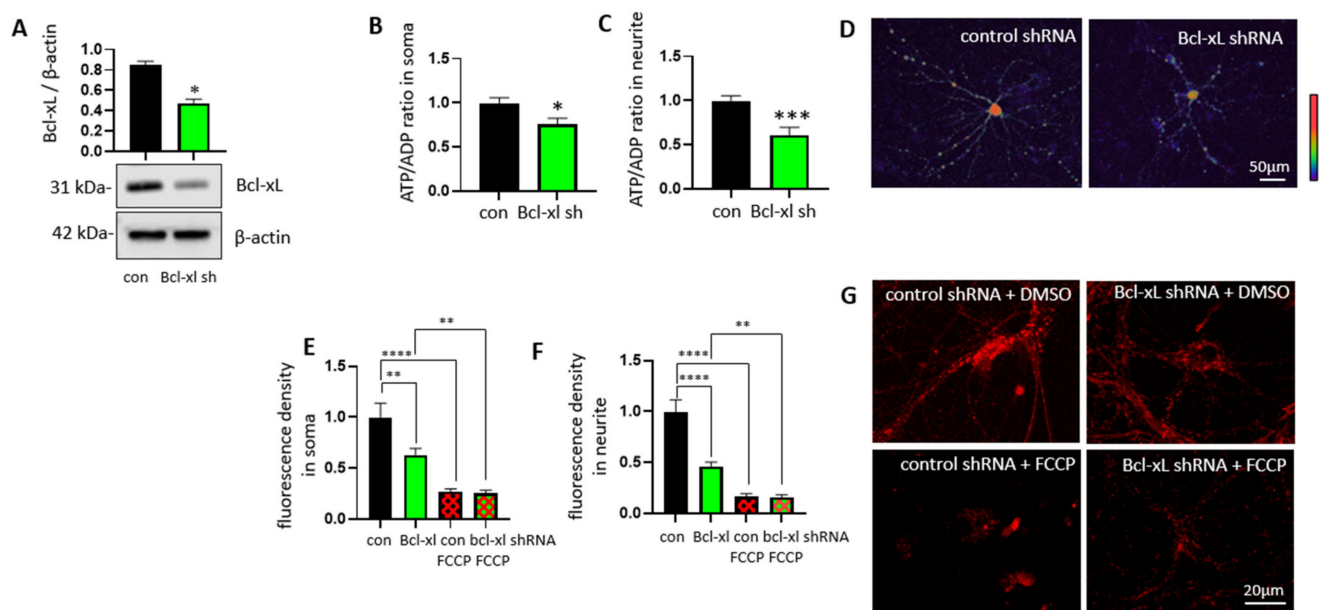 A
Bcl-xL / β-actin
1.0
0.8
0.6
0.4
0.2
0.0
*
31 kDa-
Bcl-xL
42 kDa-
β-actin
con Bcl-xl sh
B
ATP/ADP ratio in soma
1.5
1.0
0.5
0.0
*
con Bcl-xl sh
C
ATP/ADP ratio in neurite
1.5
1.0
0.5
0.0
***
con Bcl-xl sh
D
control shRNA
Bcl-xL shRNA
50μm
E
fluorescence density
in soma
1.5
1.0
0.5
0.0
**
****
**
con Bcl-xl con bcl-xl shRNA
FCCP FCCP
F
fluorescence density
in neurite
1.5
1.0
0.5
0.0
**
****
****
con Bcl-xl con bcl-xl shRNA
FCCP FCCP
G
control shRNA + DMSO
Bcl-xL shRNA + DMSO
control shRNA + FCCP
Bcl-xL shRNA + FCCP
20μm